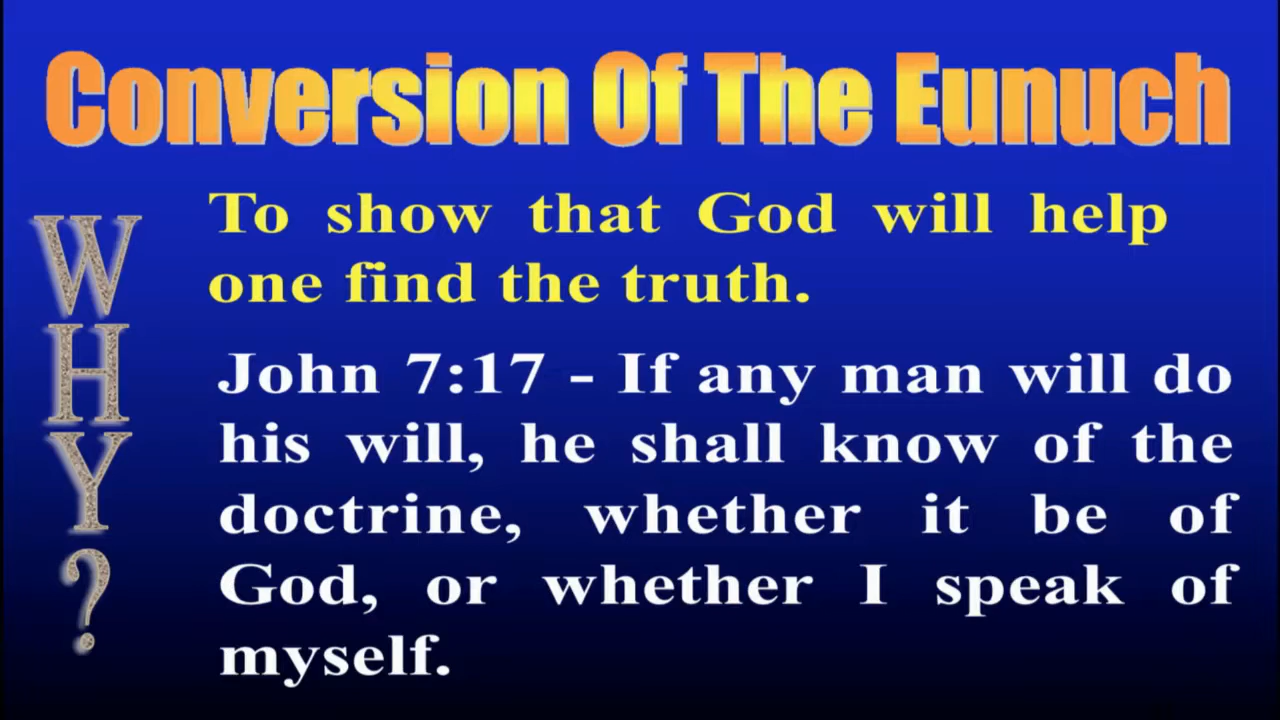 Conversion Of The Eunuch
WHY?
To show that God will help
one find the truth.
John 7:17 - If any man will do
his will, he shall know of the
doctrine, whether it be of
God, or whether I speak of
myself.